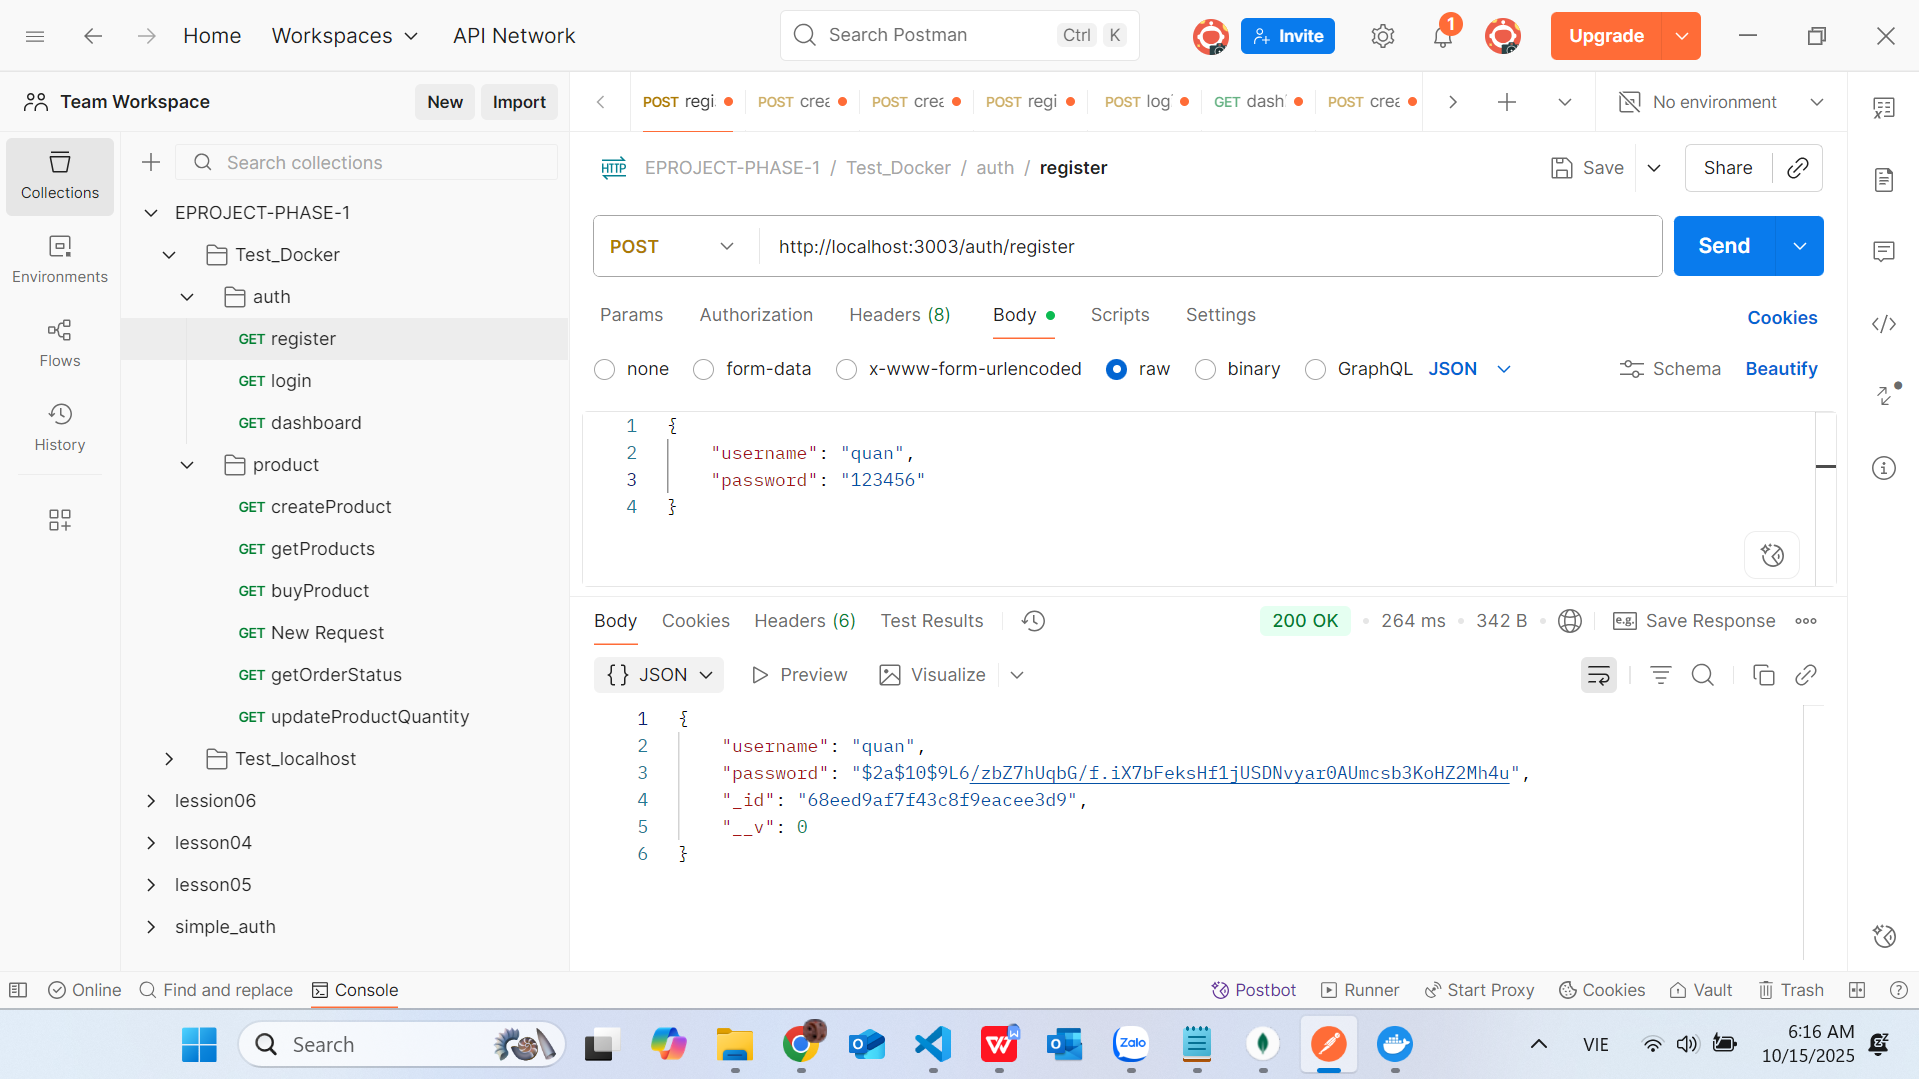 Home
Workspaces
API Network
Search Postman
Ctrl
K
Invite
1
Upgrade
Team Workspace
New
Import
POST regi
POST crea
POST crea
POST regi
POST log
GET dash
POST crea
No environment
Collections
Environments
Flows
History
Search collections
EPROJECT-PHASE-1
Test_Docker
auth
GET register
GET login
GET dashboard
product
GET createProduct
GET getProducts
GET buyProduct
GET New Request
GET getOrderStatus
GET updateProductQuantity
Test_localhost
lession06
lesson04
lesson05
simple_auth
HTTP EPROJECT-PHASE-1 / Test_Docker / auth / register
Save
Share
POST
http://localhost:3003/auth/register
Send
Params
Authorization
Headers (8)
Body
Scripts
Settings
Cookies
none
form-data
x-www-form-urlencoded
raw
binary
GraphQL
JSON
Schema
Beautify
1 {
2 "username": "quan",
3 "password": "123456"
4 }
Body
Cookies
Headers (6)
Test Results
200 OK
264 ms
342 B
e.g. Save Response
{} JSON
Preview
Visualize
1 {
2 "username": "quan",
3 "password": "$2a$10$9L6/zbZ7hUqbG/f.iX7bFeksHf1jUSDNvyar0AUmcsb3KoHZ2Mh4u",
4 "_id": "68eed9af7f43c8f9eacee3d9",
5 "__v": 0
6 }
Online
Find and replace
Console
Postbot
Runner
Start Proxy
Cookies
Vault
Trash
Search
Zalo
VIE
6:16 AM
10/15/2025